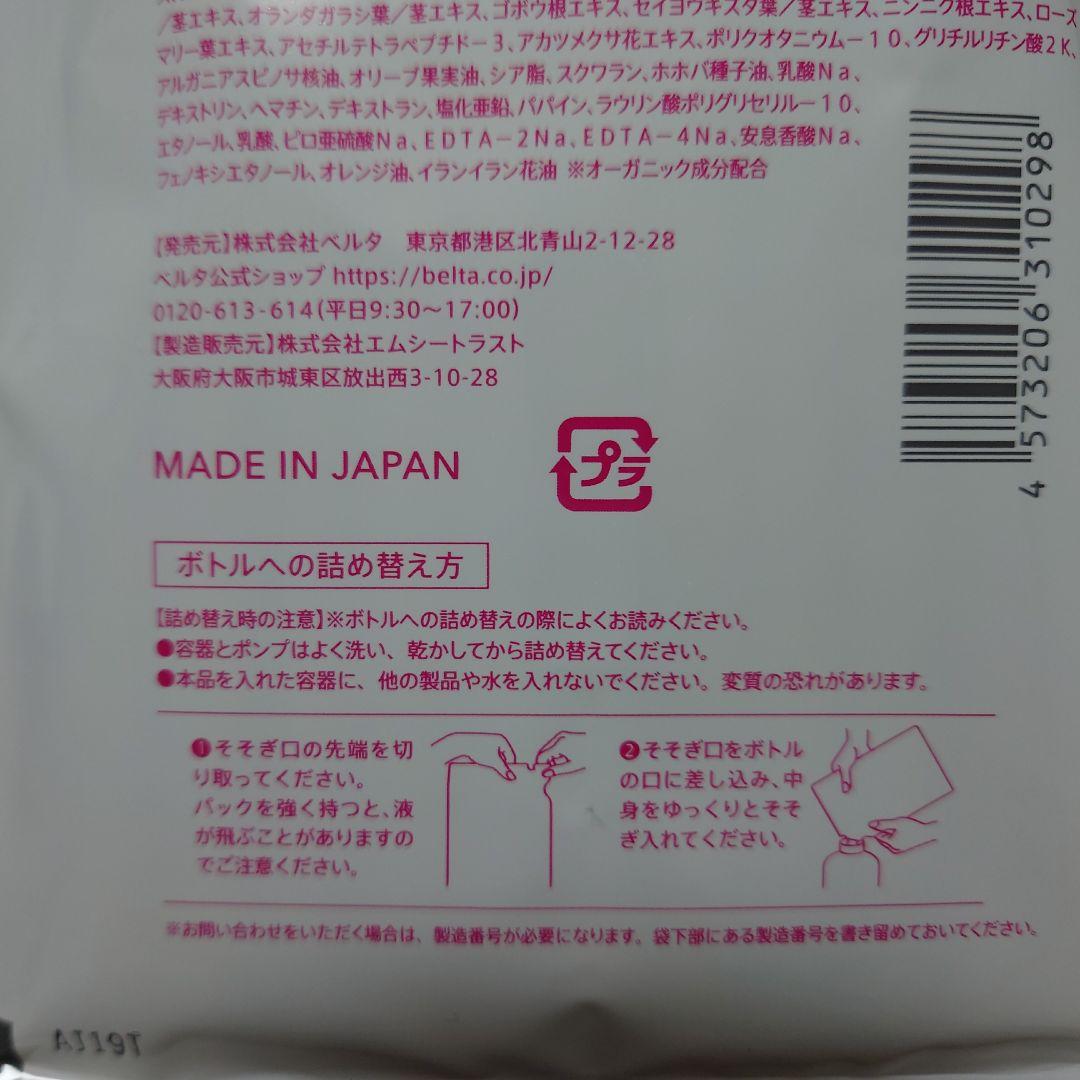 /茎エキス、オランダガラシ葉/茎エキス、ゴボウ根エキス、セイヨウキズタ葉/茎エキス、ニンニク根エキス、ローズ
マリー葉エキス、アセチルテトラペプチド-3、アカツメクサ花エキス、ポリクオタニウム-10、グリチルリチン酸2K、
アルガニアスピノサ核油、オリーブ果実油、シア脂、スクワラン、ホホバ種子油、乳酸Na、
デキストリン、ヘマチン、デキストラン、塩化亜鉛、パパイン、ラウリン酸ポリグリセリル-10、
エタノール、乳酸、ピロ亜硫酸Na、EDTA-2Na、EDTA-4Na、安息香酸Na、
フェノキシエタノール、オレンジ油、イランイラン花油 ※オーガニック成分配合
【発売元】株式会社ベルタ 東京都港区北青山2-12-28
ベルタ公式ショップ https://belta.co.jp/
0120-613-614(平日9:30~17:00)
【製造販売元】株式会社エムシートラスト
大阪府大阪市城東区放出西3-10-28
MADE IN JAPAN
プラ
4 573206 310298
ボトルへの詰め替え方
【詰め替え時の注意】※ボトルへの詰め替えの際によくお読みください。
●容器とポンプはよく洗い、乾かしてから詰め替えてください。
●本品を入れた容器に、他の製品や水を入れないでください。変質の恐れがあります。
❶そそぎ口の先端を切
り取ってください。
パックを強く持つと、液
が飛ぶことがありますの
でご注意ください。
❷そそぎ口をボトル
の口に差し込み、中
身をゆっくりとそそ
ぎ入れてください。
※お問い合わせをいただく場合は、製造番号が必要になります。袋下部にある製造番号を書き留めておいてください。